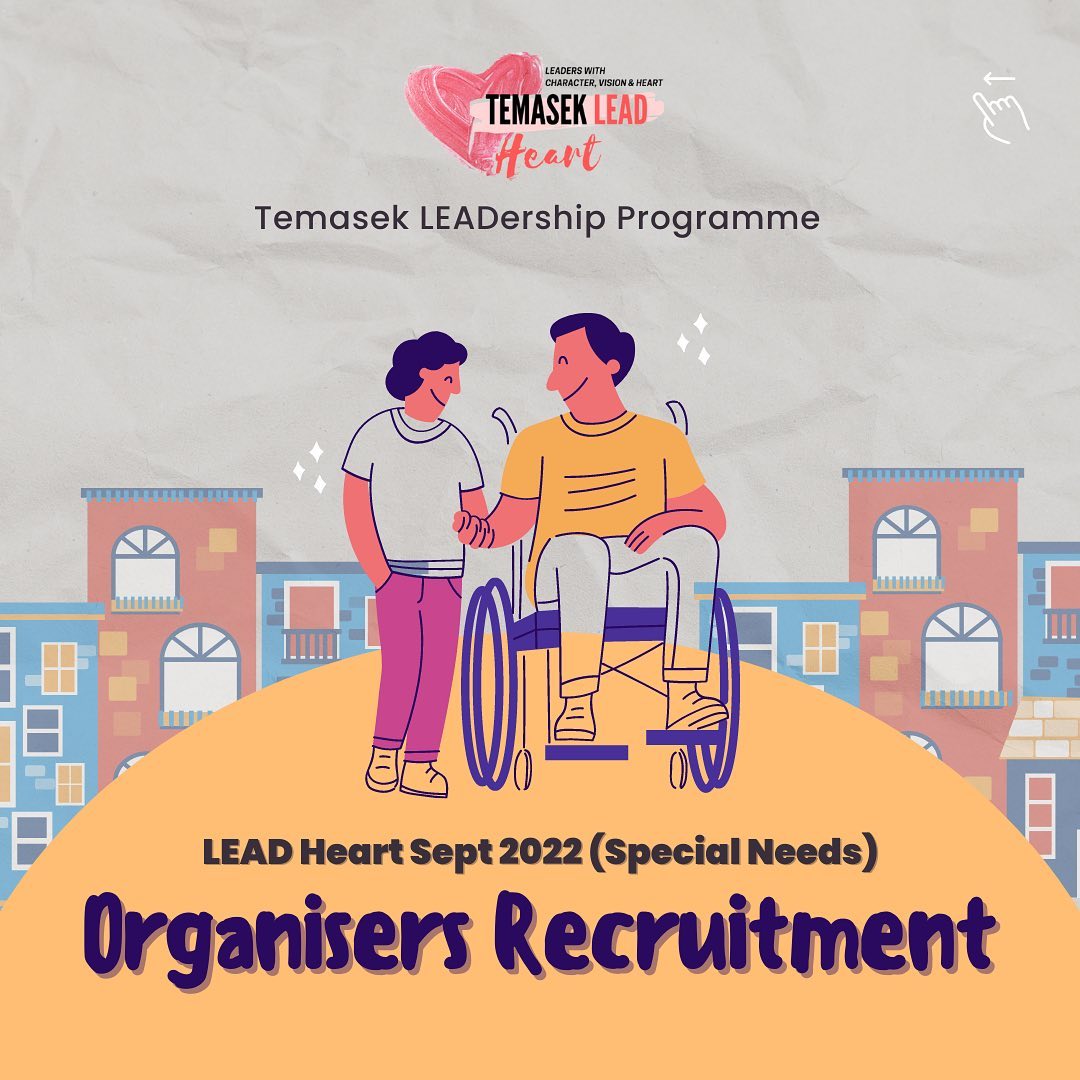 LEADERS WITH
CHARACTER, VISION & HEART
TEMASEK LEAD
Heart
Temasek LEADership Programme
LEAD Heart Sept 2022 (Special Needs)
Organisers Recruitment